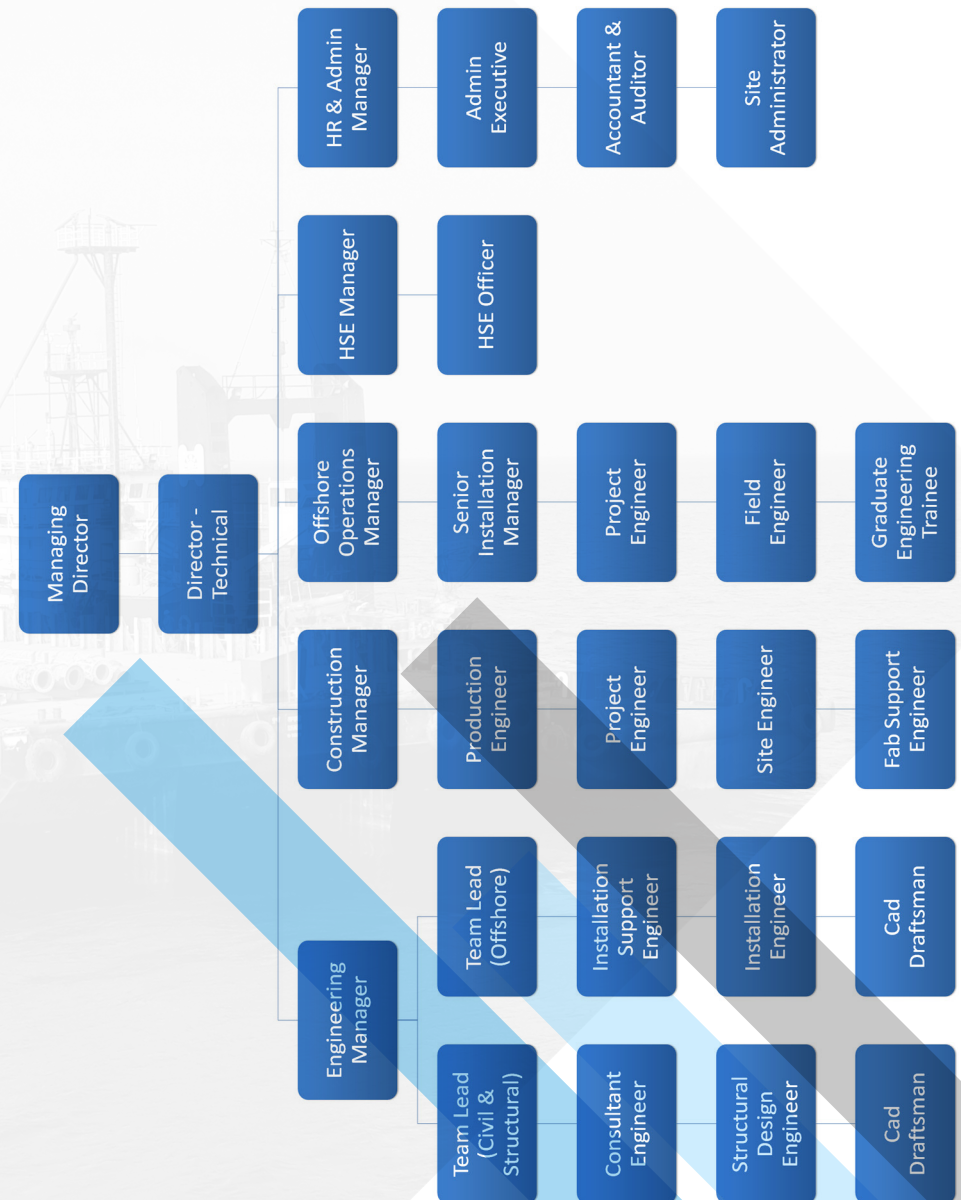 Managing
Director
Director -
Technical
Engineering
Manager
Construction
Manager
Offshore
Operations
Manager
HSE Manager
HR & Admin
Manager
Team Lead
(Civil &
Structural)
Team Lead
(Offshore)
Production
Engineer
Senior
Installation
Manager
HSE Officer
Admin
Executive
Consultant
Engineer
Installation
Support
Engineer
Project
Engineer
Project
Engineer
Accountant &
Auditor
Structural
Design
Engineer
Installation
Engineer
Site Engineer
Field
Engineer
Site
Administrator
Cad
Draftsman
Cad
Draftsman
Fab Support
Engineer
Graduate
Engineering
Trainee